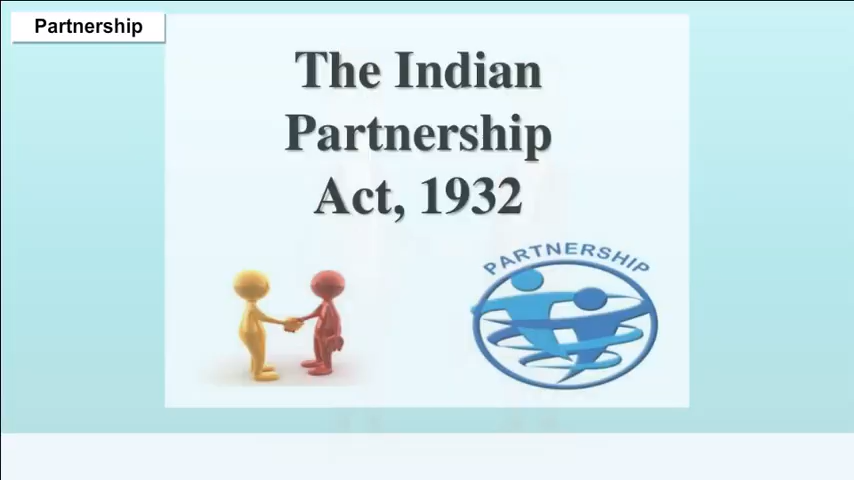 Partnership
The Indian
Partnership
Act, 1932
PARTNERSHIP